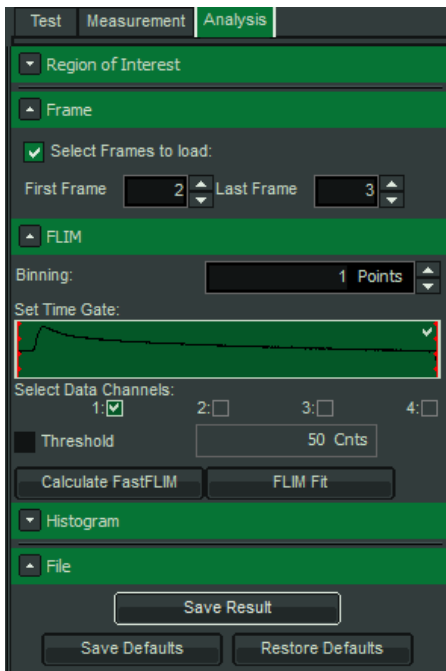 Test Measurement Analysis
Region of Interest
Frame
Select Frames to load:
First Frame 2 Last Frame 3
FLIM
Binning: 1 Points
Set Time Gate:
Select Data Channels:
1: 2: 3: 4:
Threshold 50 Cnts
Calculate FastFLIM FLIM Fit
Histogram
File
Save Result
Save Defaults Restore Defaults